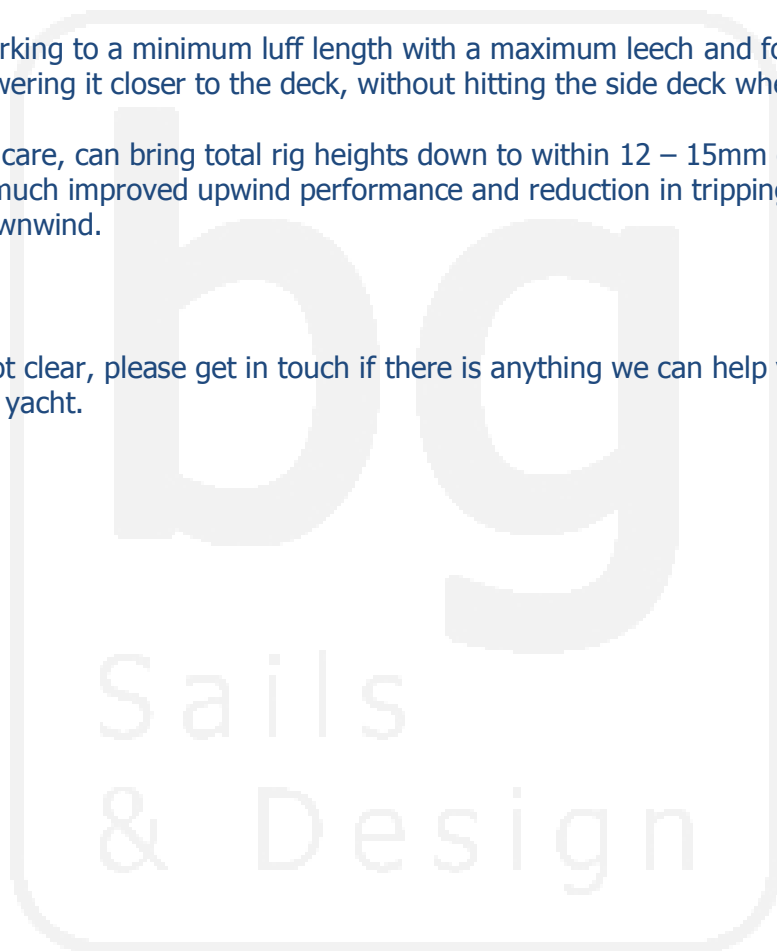 rking to a minimum luff length with a maximum leech and fo
wering it closer to the deck, without hitting the side deck whe
care, can bring total rig heights down to within 12 – 15mm
much improved upwind performance and reduction in tripping
wnwind.
ot clear, please get in touch if there is anything we can help
yacht.
bg
Sails
& Design